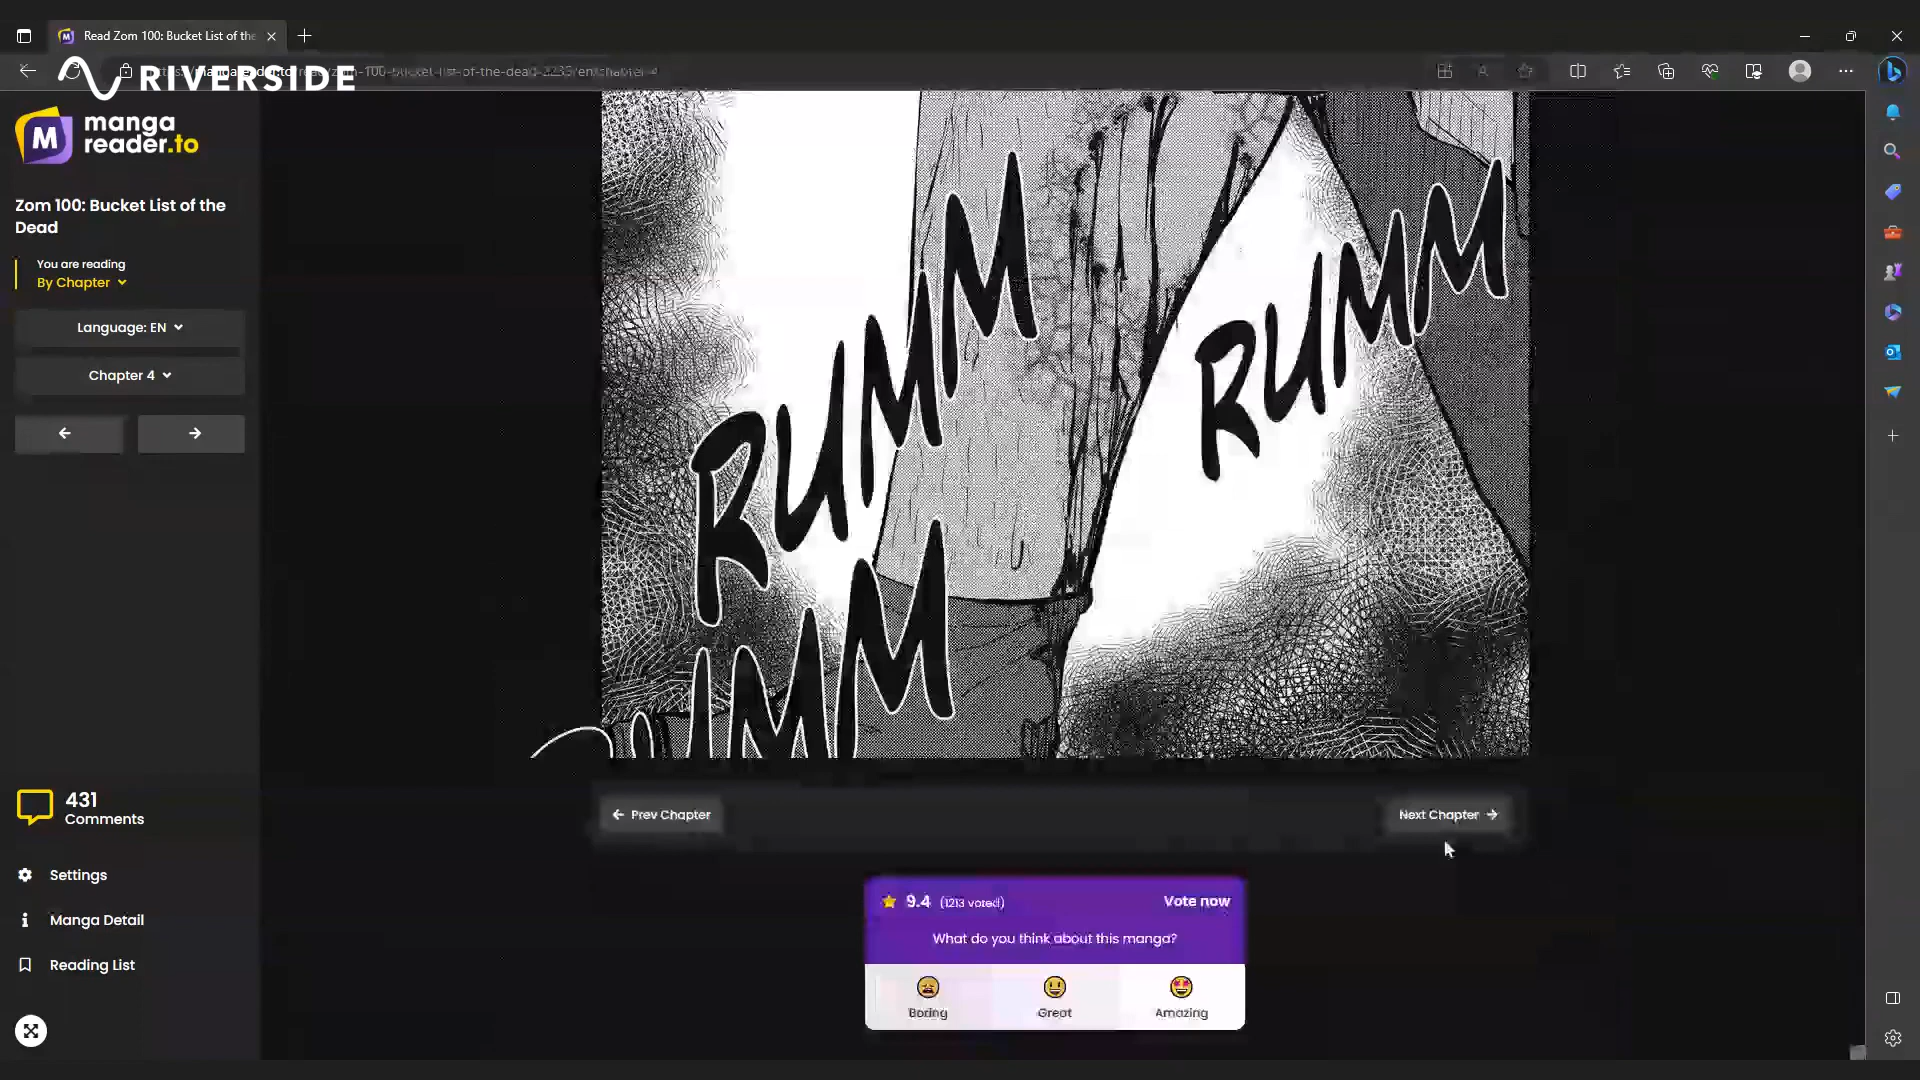 Read Zom 100: Bucket List of the
RIVERSIDE
manga
reader.to
Zom 100: Bucket List of the
Dead
You are reading
By Chapter
Language: EN
Chapter 4
RUMM
RUMM
UMM
Prev Chapter
Next Chapter
431
Comments
Settings
Manga Detail
Reading List
9.4 (1213 voted)
Vote now
What do you think about this manga?
Boring
Great
Amazing